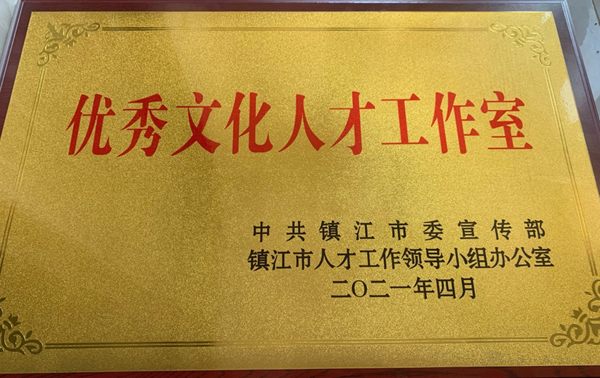 优秀文化人才工作室
中共镇江市委宣传部
镇江市人才工作领导小组办公室
二〇二一年四月